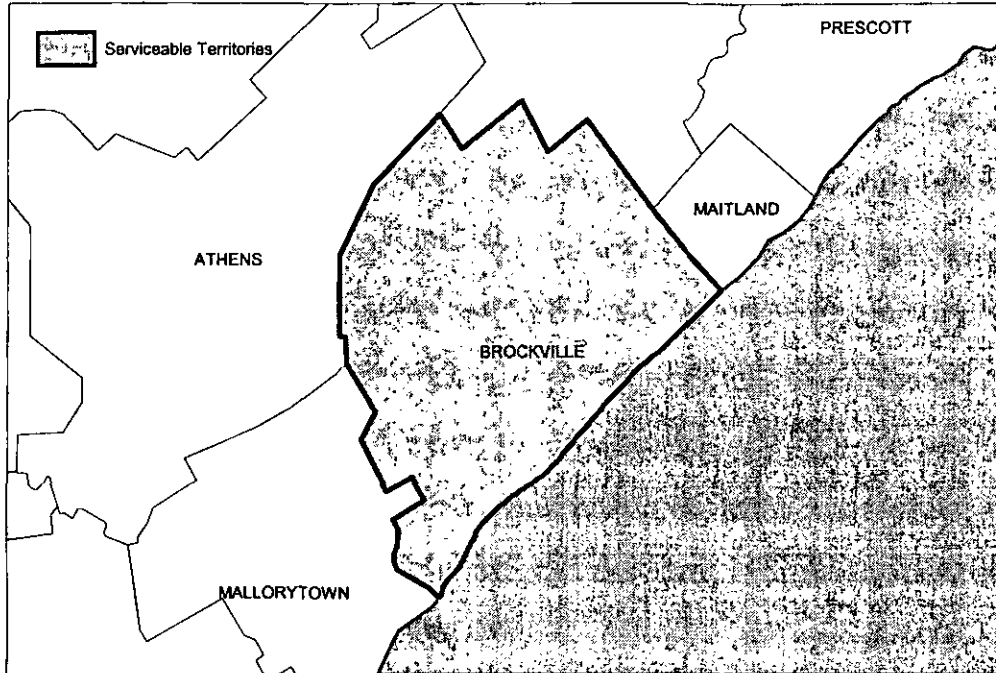 PRESCOTT
Serviceable Territories
MAITLAND
ATHENS
BROCKVILLE
MALLORYTOWN